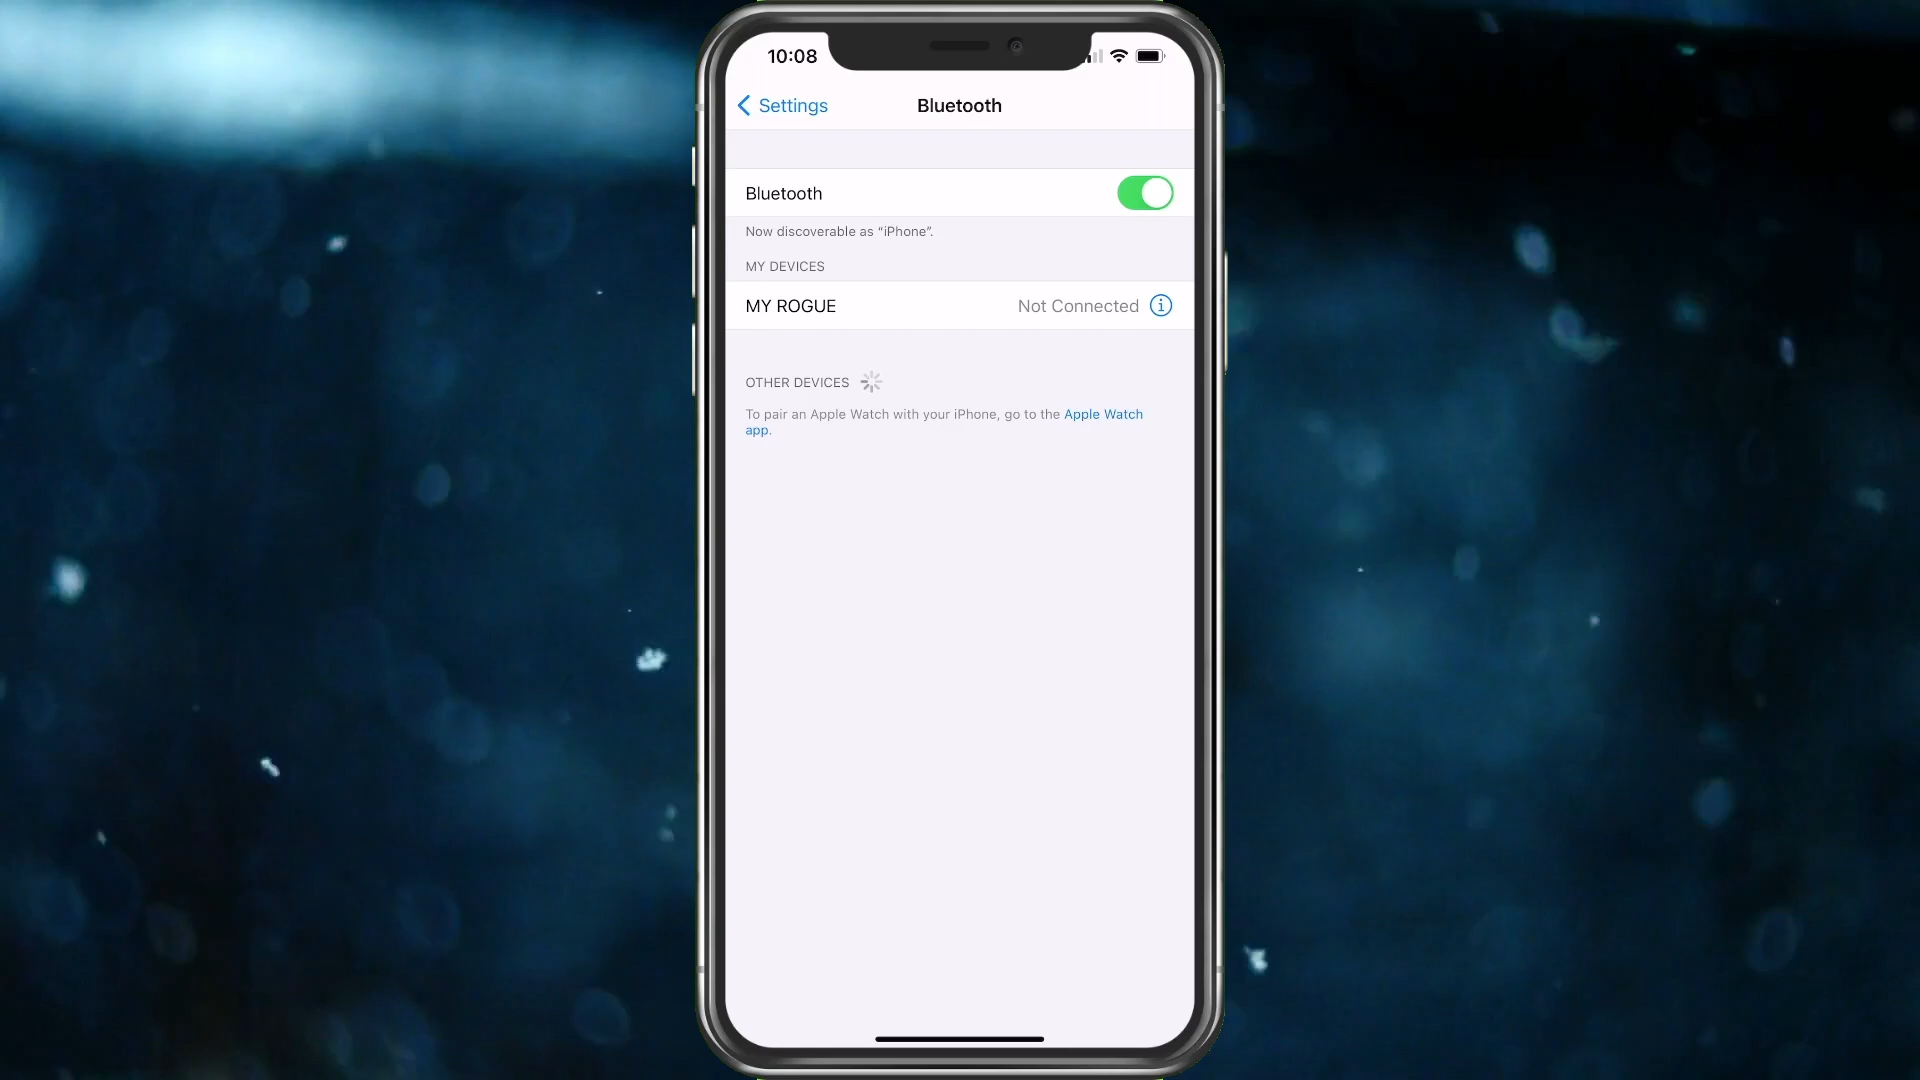 10:08
Settings
Bluetooth
Bluetooth
Now discoverable as “iPhone”.
MY DEVICES
MY ROGUE Not Connected
OTHER DEVICES
To pair an Apple Watch with your iPhone, go to the Apple Watch
app.